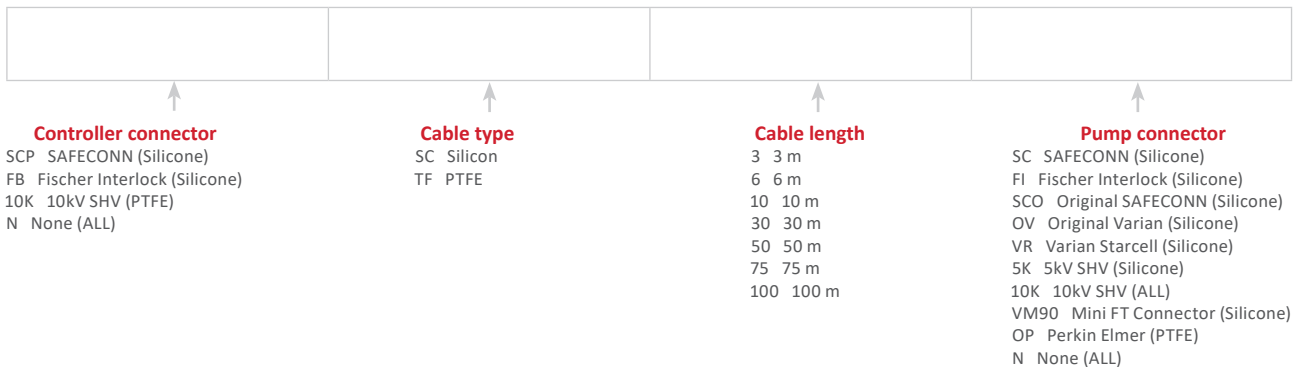 Controller connector
SCP SAFECONN (Silicone)
FB Fischer Interlock (Silicone)
10K 10kV SHV (PTFE)
N None (ALL)
Cable type
SC Silicon
TF PTFE
Cable length
3 3 m
6 6 m
10 10 m
30 30 m
50 50 m
75 75 m
100 100 m
Pump connector
SC SAFECONN (Silicone)
FI Fischer Interlock (Silicone)
SCO Original SAFECONN (Silicone)
OV Original Varian (Silicone)
VR Varian Starcell (Silicone)
5K 5kV SHV (Silicone)
10K 10kV SHV (ALL)
VM90 Mini FT Connector (Silicone)
OP Perkin Elmer (PTFE)
N None (ALL)